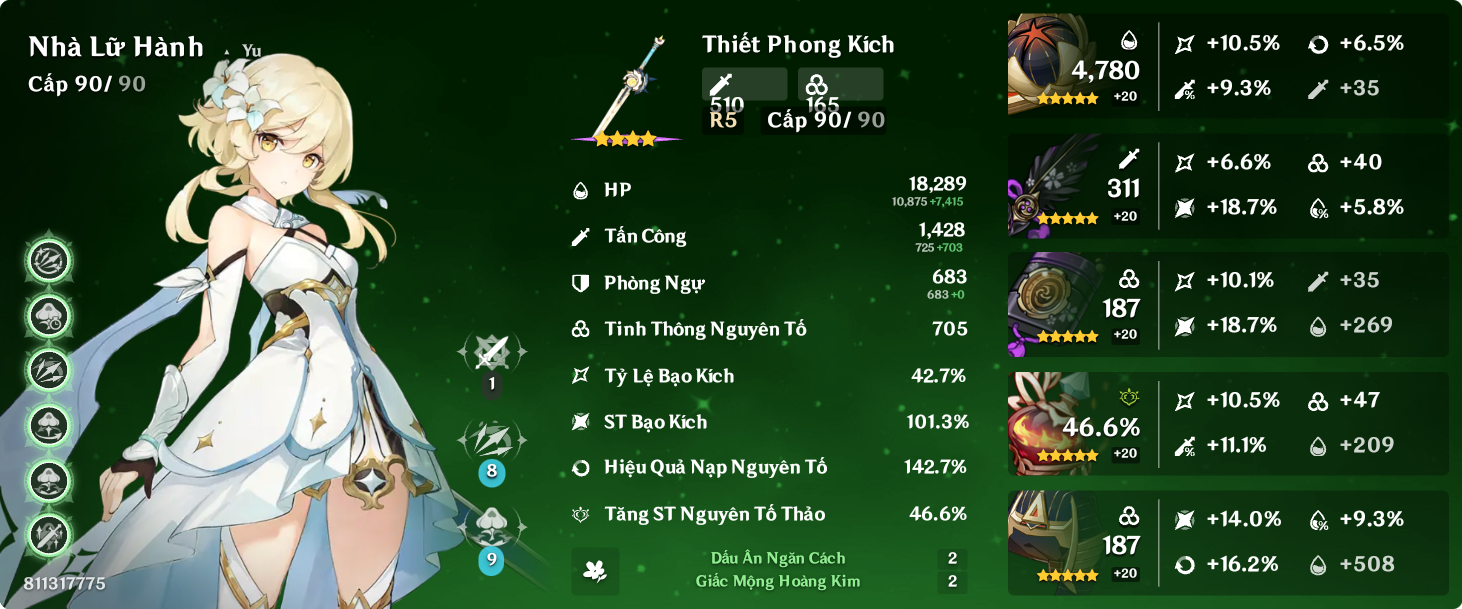 Nhà Lữ Hành • Yu
Cấp 90/ 90
1
8
9
811317775
Thiết Phong Kích
510 165
R5 Cấp 90/ 90
HP 18,289
10,875 +7,415
Tấn Công 1,428
725 +703
Phòng Ngự 683
683 +0
Tinh Thông Nguyên Tố 705
Tỷ Lệ Bạo Kích 42.7%
ST Bạo Kích 101.3%
Hiệu Quả Nạp Nguyên Tố 142.7%
Tăng ST Nguyên Tố Thảo 46.6%
Dấu Ấn Ngăn Cách 2
Giấc Mộng Hoàng Kim 2
4,780
+20
+10.5% +6.5%
+9.3% +35
311
+20
+6.6% +40
+18.7% +5.8%
187
+20
+10.1% +35
+18.7% +269
46.6%
+20
+10.5% +47
+11.1% +209
187
+20
+14.0% +9.3%
+16.2% +508